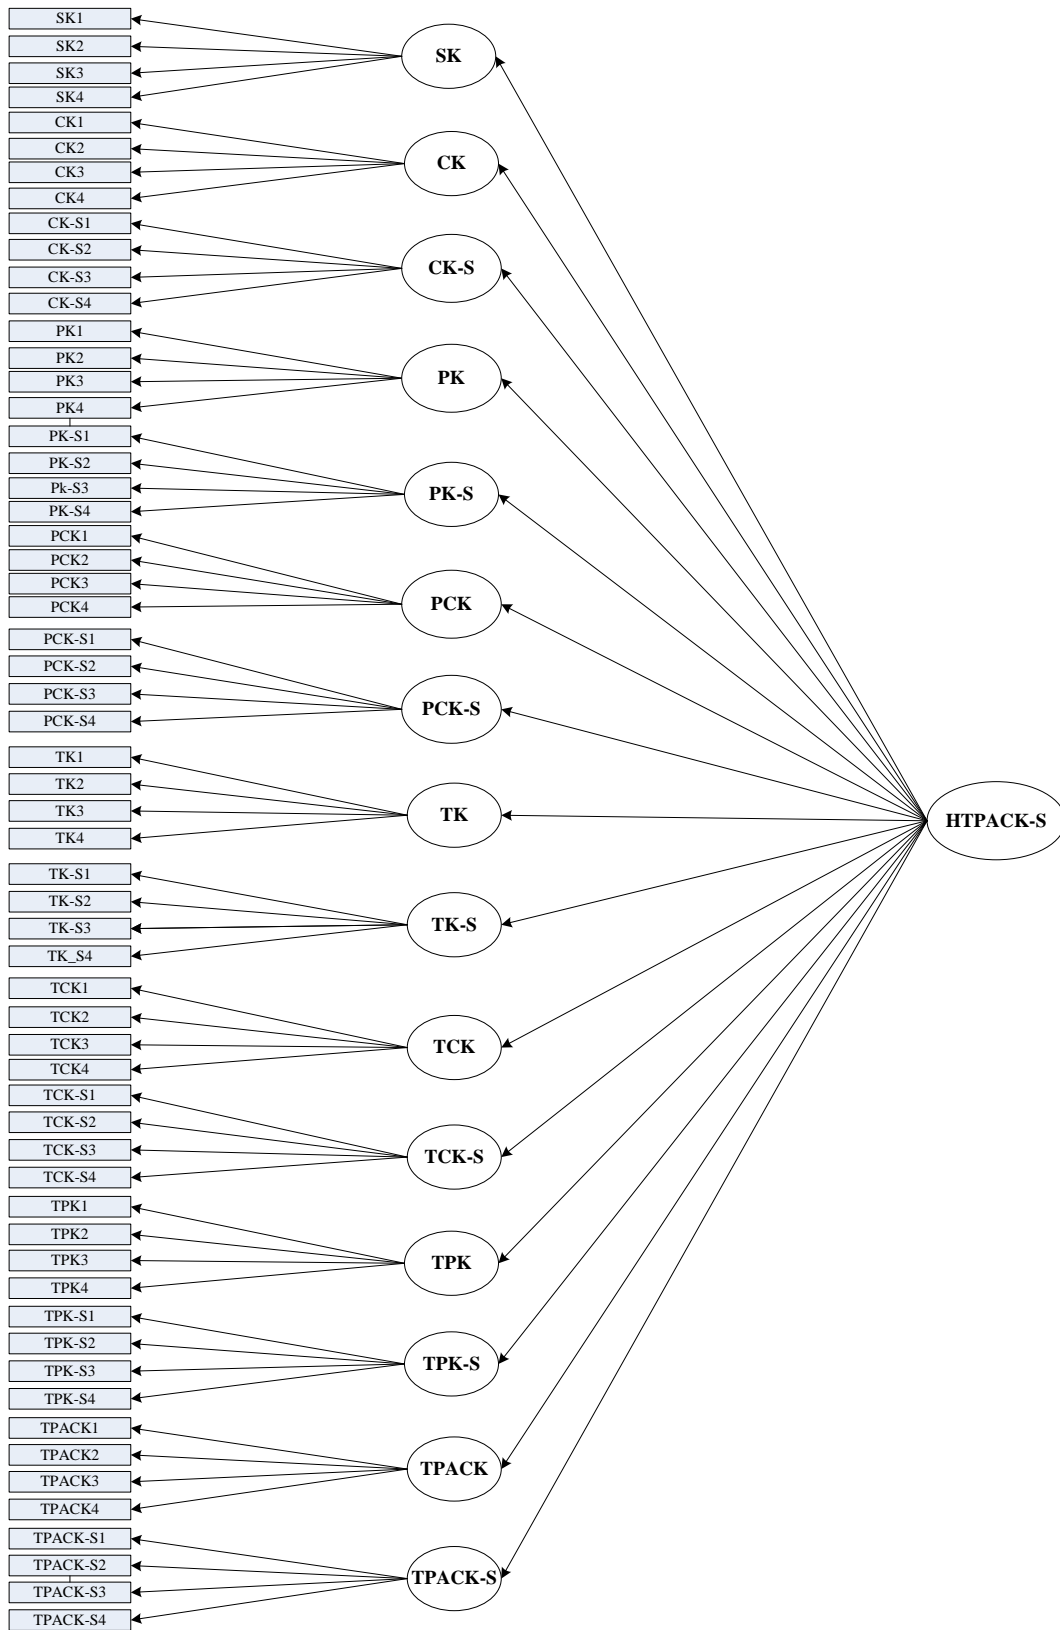 SK1
SK2
SK3
SK4
SK
CK1
CK2
CK3
CK4
CK
CK-S1
CK-S2
CK-S3
CK-S4
CK-S
PK1
PK2
PK3
PK4
PK
PK-S1
PK-S2
Pk-S3
PK-S4
PK-S
PCK1
PCK2
PCK3
PCK4
PCK
PCK-S1
PCK-S2
PCK-S3
PCK-S4
PCK-S
TK1
TK2
TK3
TK4
TK
HTPACK-S
TK-S1
TK-S2
TK-S3
TK_S4
TK-S
TCK1
TCK2
TCK3
TCK4
TCK
TCK-S1
TCK-S2
TCK-S3
TCK-S4
TCK-S
TPK1
TPK2
TPK3
TPK4
TPK
TPK-S1
TPK-S2
TPK-S3
TPK-S4
TPK-S
TPACK1
TPACK2
TPACK3
TPACK4
TPACK
TPACK-S1
TPACK-S2
TPACK-S3
TPACK-S4
TPACK-S